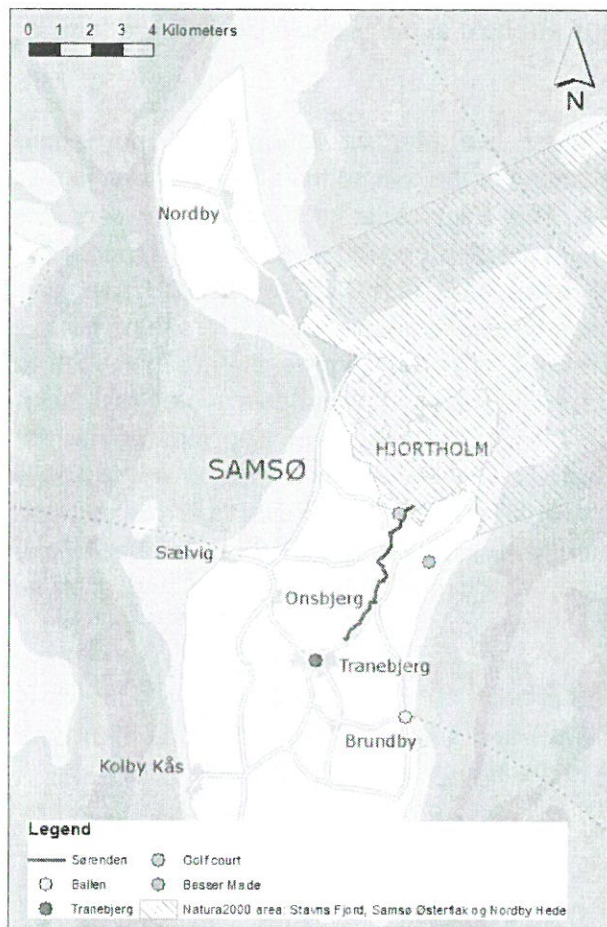 0 1 2 3 4 Kilometers
N
Nordby
HJORTHOLM
SAMSØ
Sælvig
Onsbjerg
Tranebjerg
Brundby
Kolby Kås
Legend
Sørenden
Golf court
Ballen
Besser Made
Tranebjerg
Natura2000 area: Stavns Fjord, Samsø Østerflak og Nordby Hede